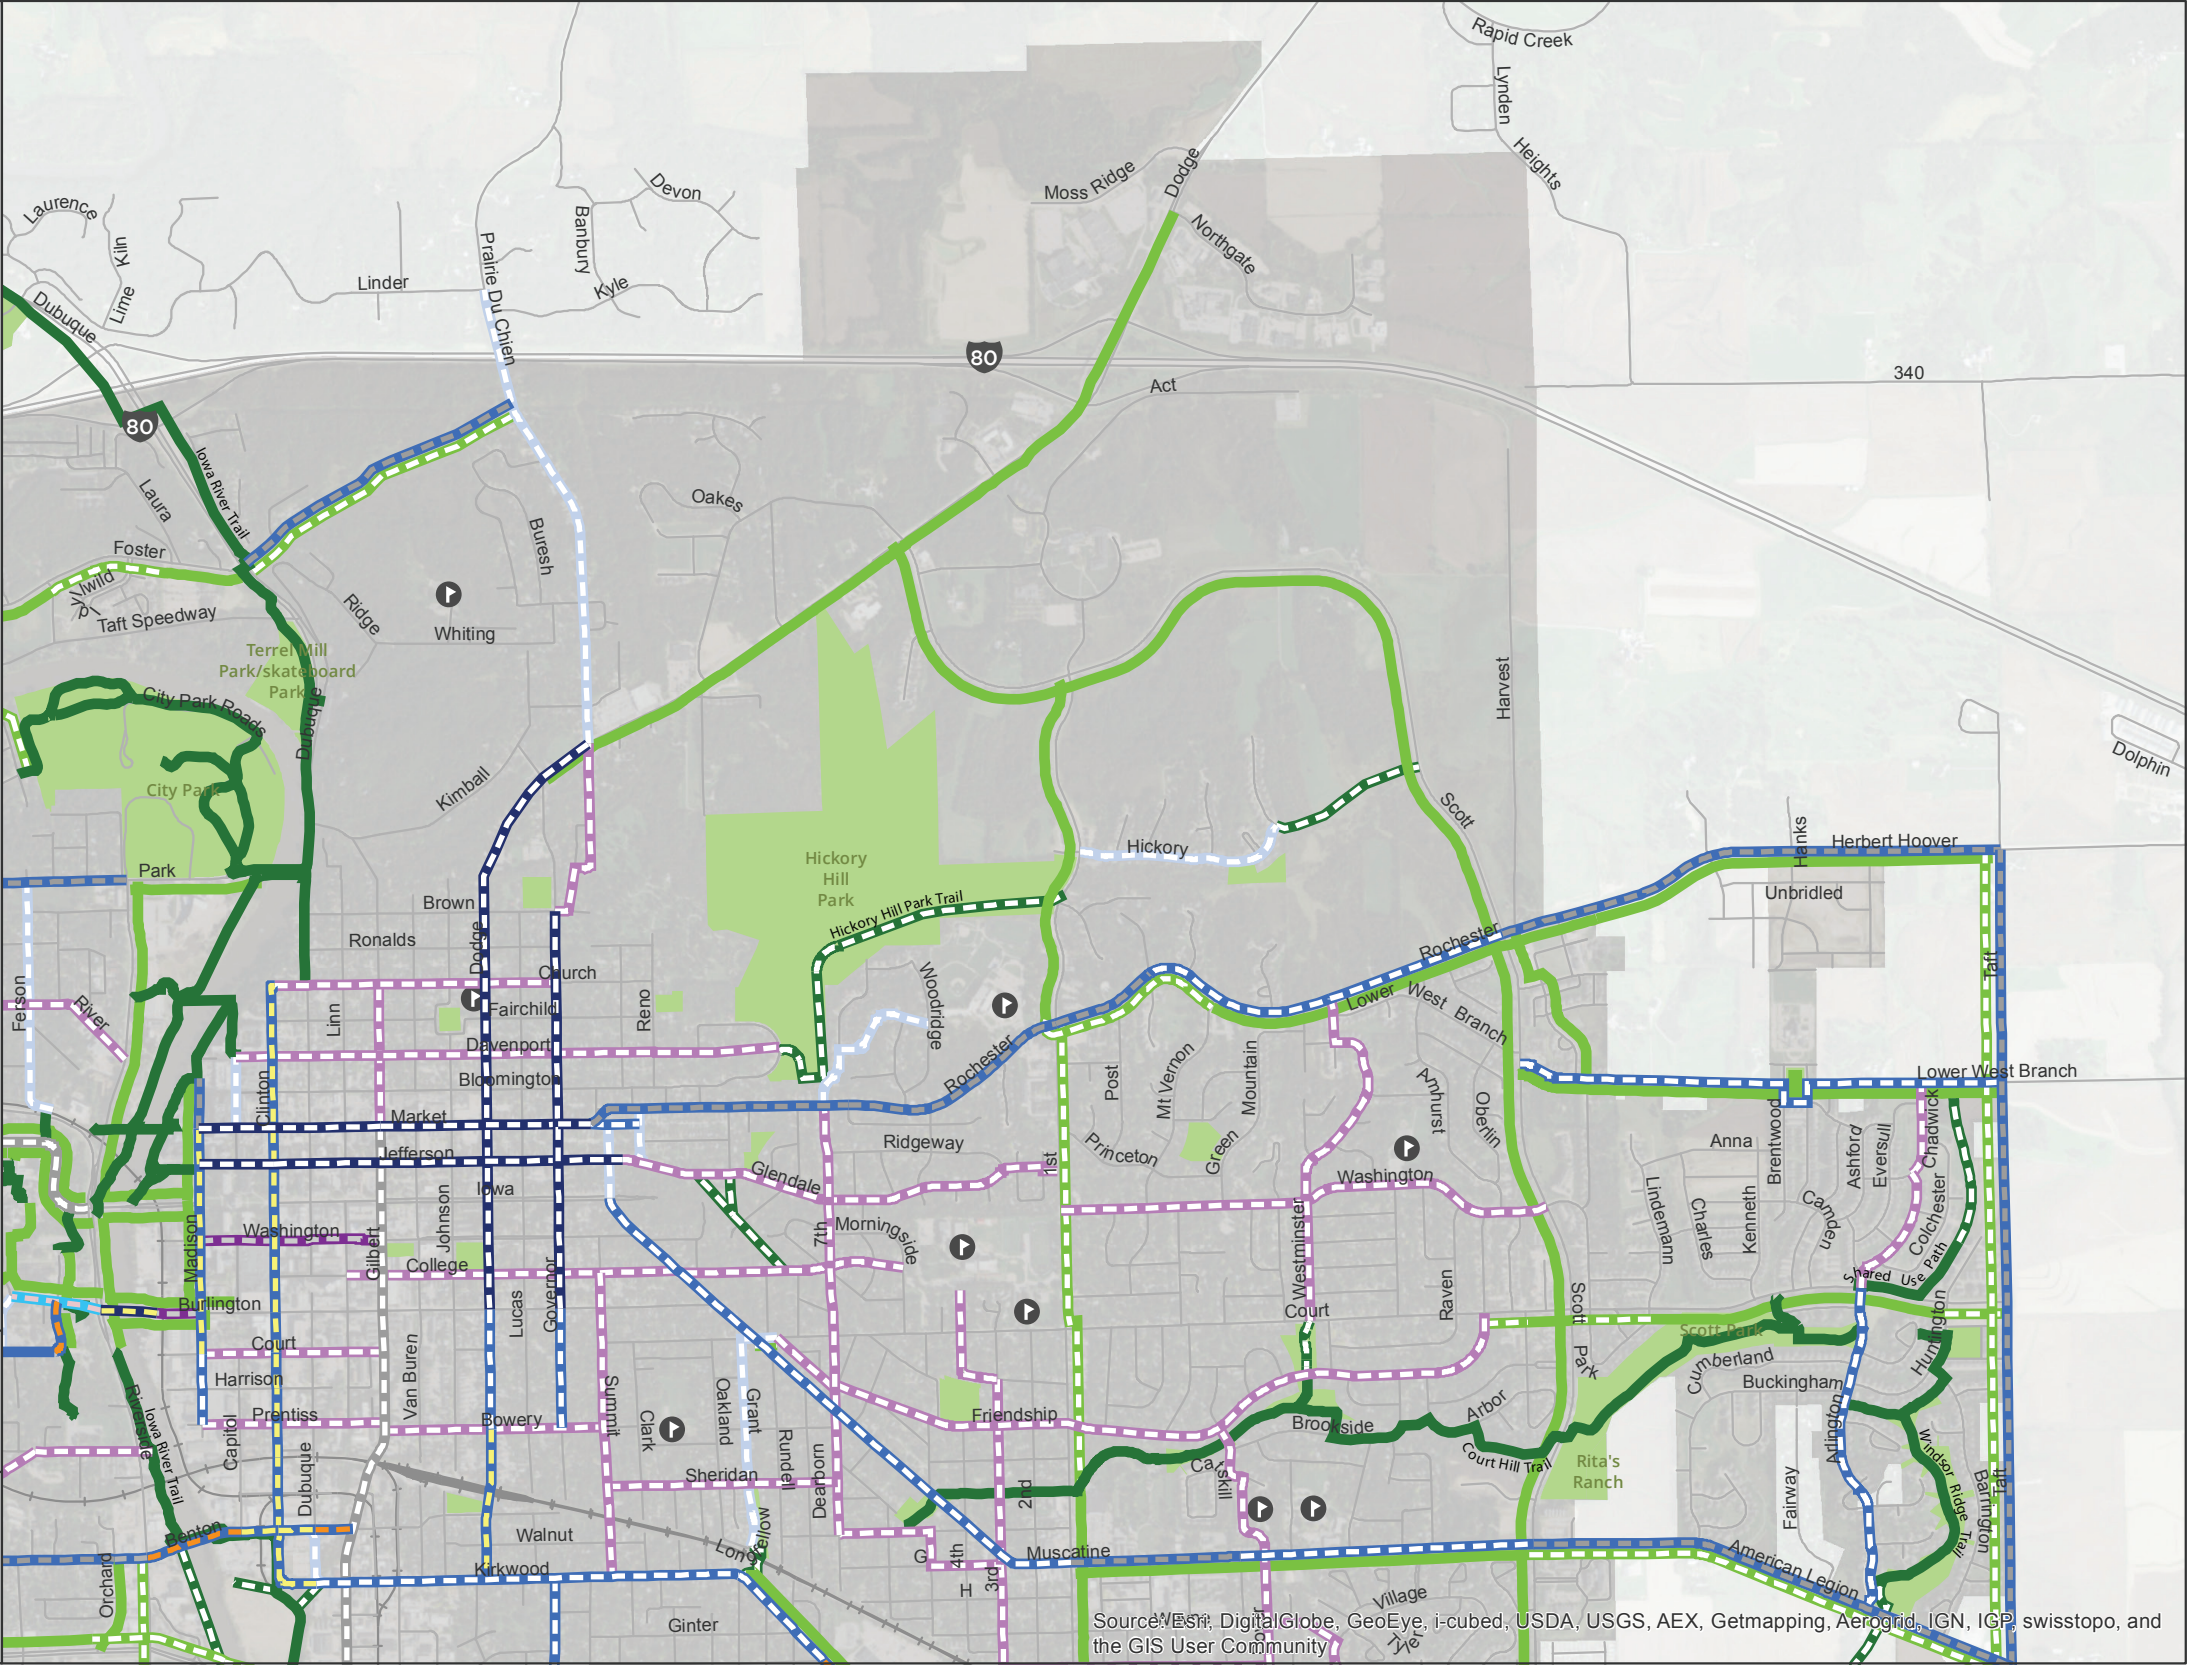 Rapid Creek
Lynden
Heights
Dodge
Moss Ridge
Northgate
Devon
Banbury
Kyle
Laurence
Kiln
Lime
Dubuque
Linder
Prairie Du Chien
80
80
Act
340
Iowa River Trail
Laura
Oakes
Buresh
Foster
Taft Speedway
Ridge
Whiting
Terrel Mill
Park/skateboard
Park
City Park Roads
Dubuque
City Park
Kimball
Harvest
Dolphin
Scott
Hickory
Hickory
Hill
Park
Hickory Hill Park Trail
Herbert Hoover
Hanks
Unbridled
Park
Brown
Ronalds
Dodge
Church
Fairchild
Linn
Reno
Woodridge
Rochester
Lower West Branch
Taft
Ferson
River
Davenport
Bloomington
Clinton
Rochester
Post
Mt Vernon
Mountain
Amhurst
Oberlin
Lower West Branch
Market
Jefferson
Ridgeway
Glendale
1st
Princeton
Green
Washington
Anna
Brentwood
Ashford
Eversull
Chadwick
Iowa
Johnson
Washington
Gilbert
Madison
College
7th
Morningside
Westminster
Lindemann
Charles
Kenneth
Camden
Colchester
Shared Use Path
Burlington
Lucas
Governor
Court
Raven
Scott
Park
Scott Park
Huntington
Court
Harrison
Van Buren
Cumberland
Buckingham
Riverside
Iowa River Trail
Capitol
Prentiss
Bowery
Summit
Clark
Oakland
Grant
Rundell
Dearborn
Friendship
Brookside
Arbor
Court Hill Trail
Rita's
Ranch
Arlington
Windsor Ridge Trail
Dubuque
Sheridan
2nd
Catskill
Fairway
Barrington
Taft
Benton
Walnut
Longfellow
G
4th
Muscatine
American Legion
Orchard
Kirkwood
H
3rd
Ginter
Village
Tyler
Source: Esri, DigitalGlobe, GeoEye, i-cubed, USDA, USGS, AEX, Getmapping, Aerogrid, IGN, IGP, swisstopo, and
the GIS User Community